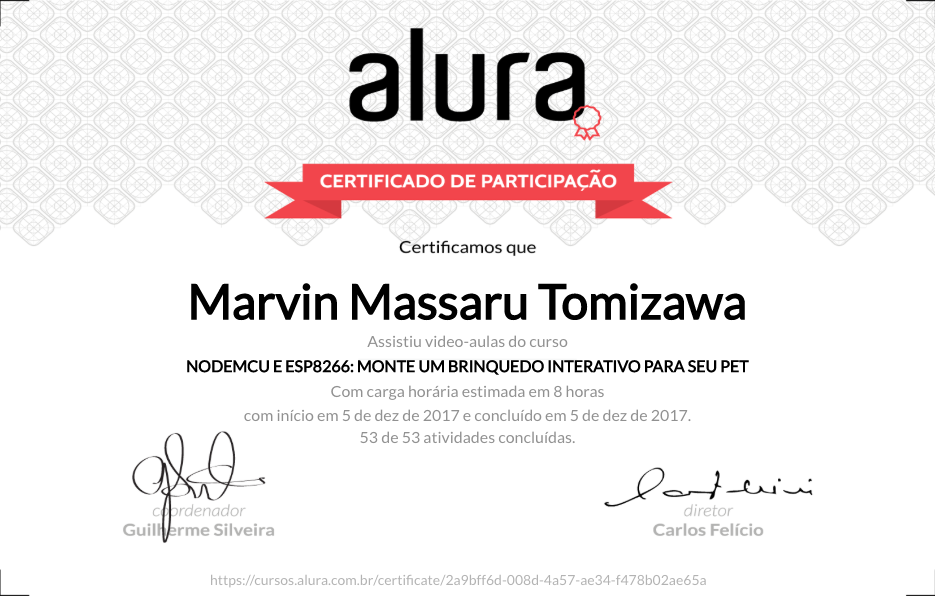 alura
CERTIFICADO DE PARTICIPAÇÃO
Certificamos que
Marvin Massaru Tomizawa
Assistiu video-aulas do curso
NODEMCU E ESP8266: MONTE UM BRINQUEDO INTERATIVO PARA SEU PET
Com carga horária estimada em 8 horas
com início em 5 de dez de 2017 e concluído em 5 de dez de 2017.
53 de 53 atividades concluídas.
coordenador
Guilherme Silveira
diretor
Carlos Felício
https://cursos.alura.com.br/certificate/2a9bff6d-008d-4a57-ae34-f478b02ae65a